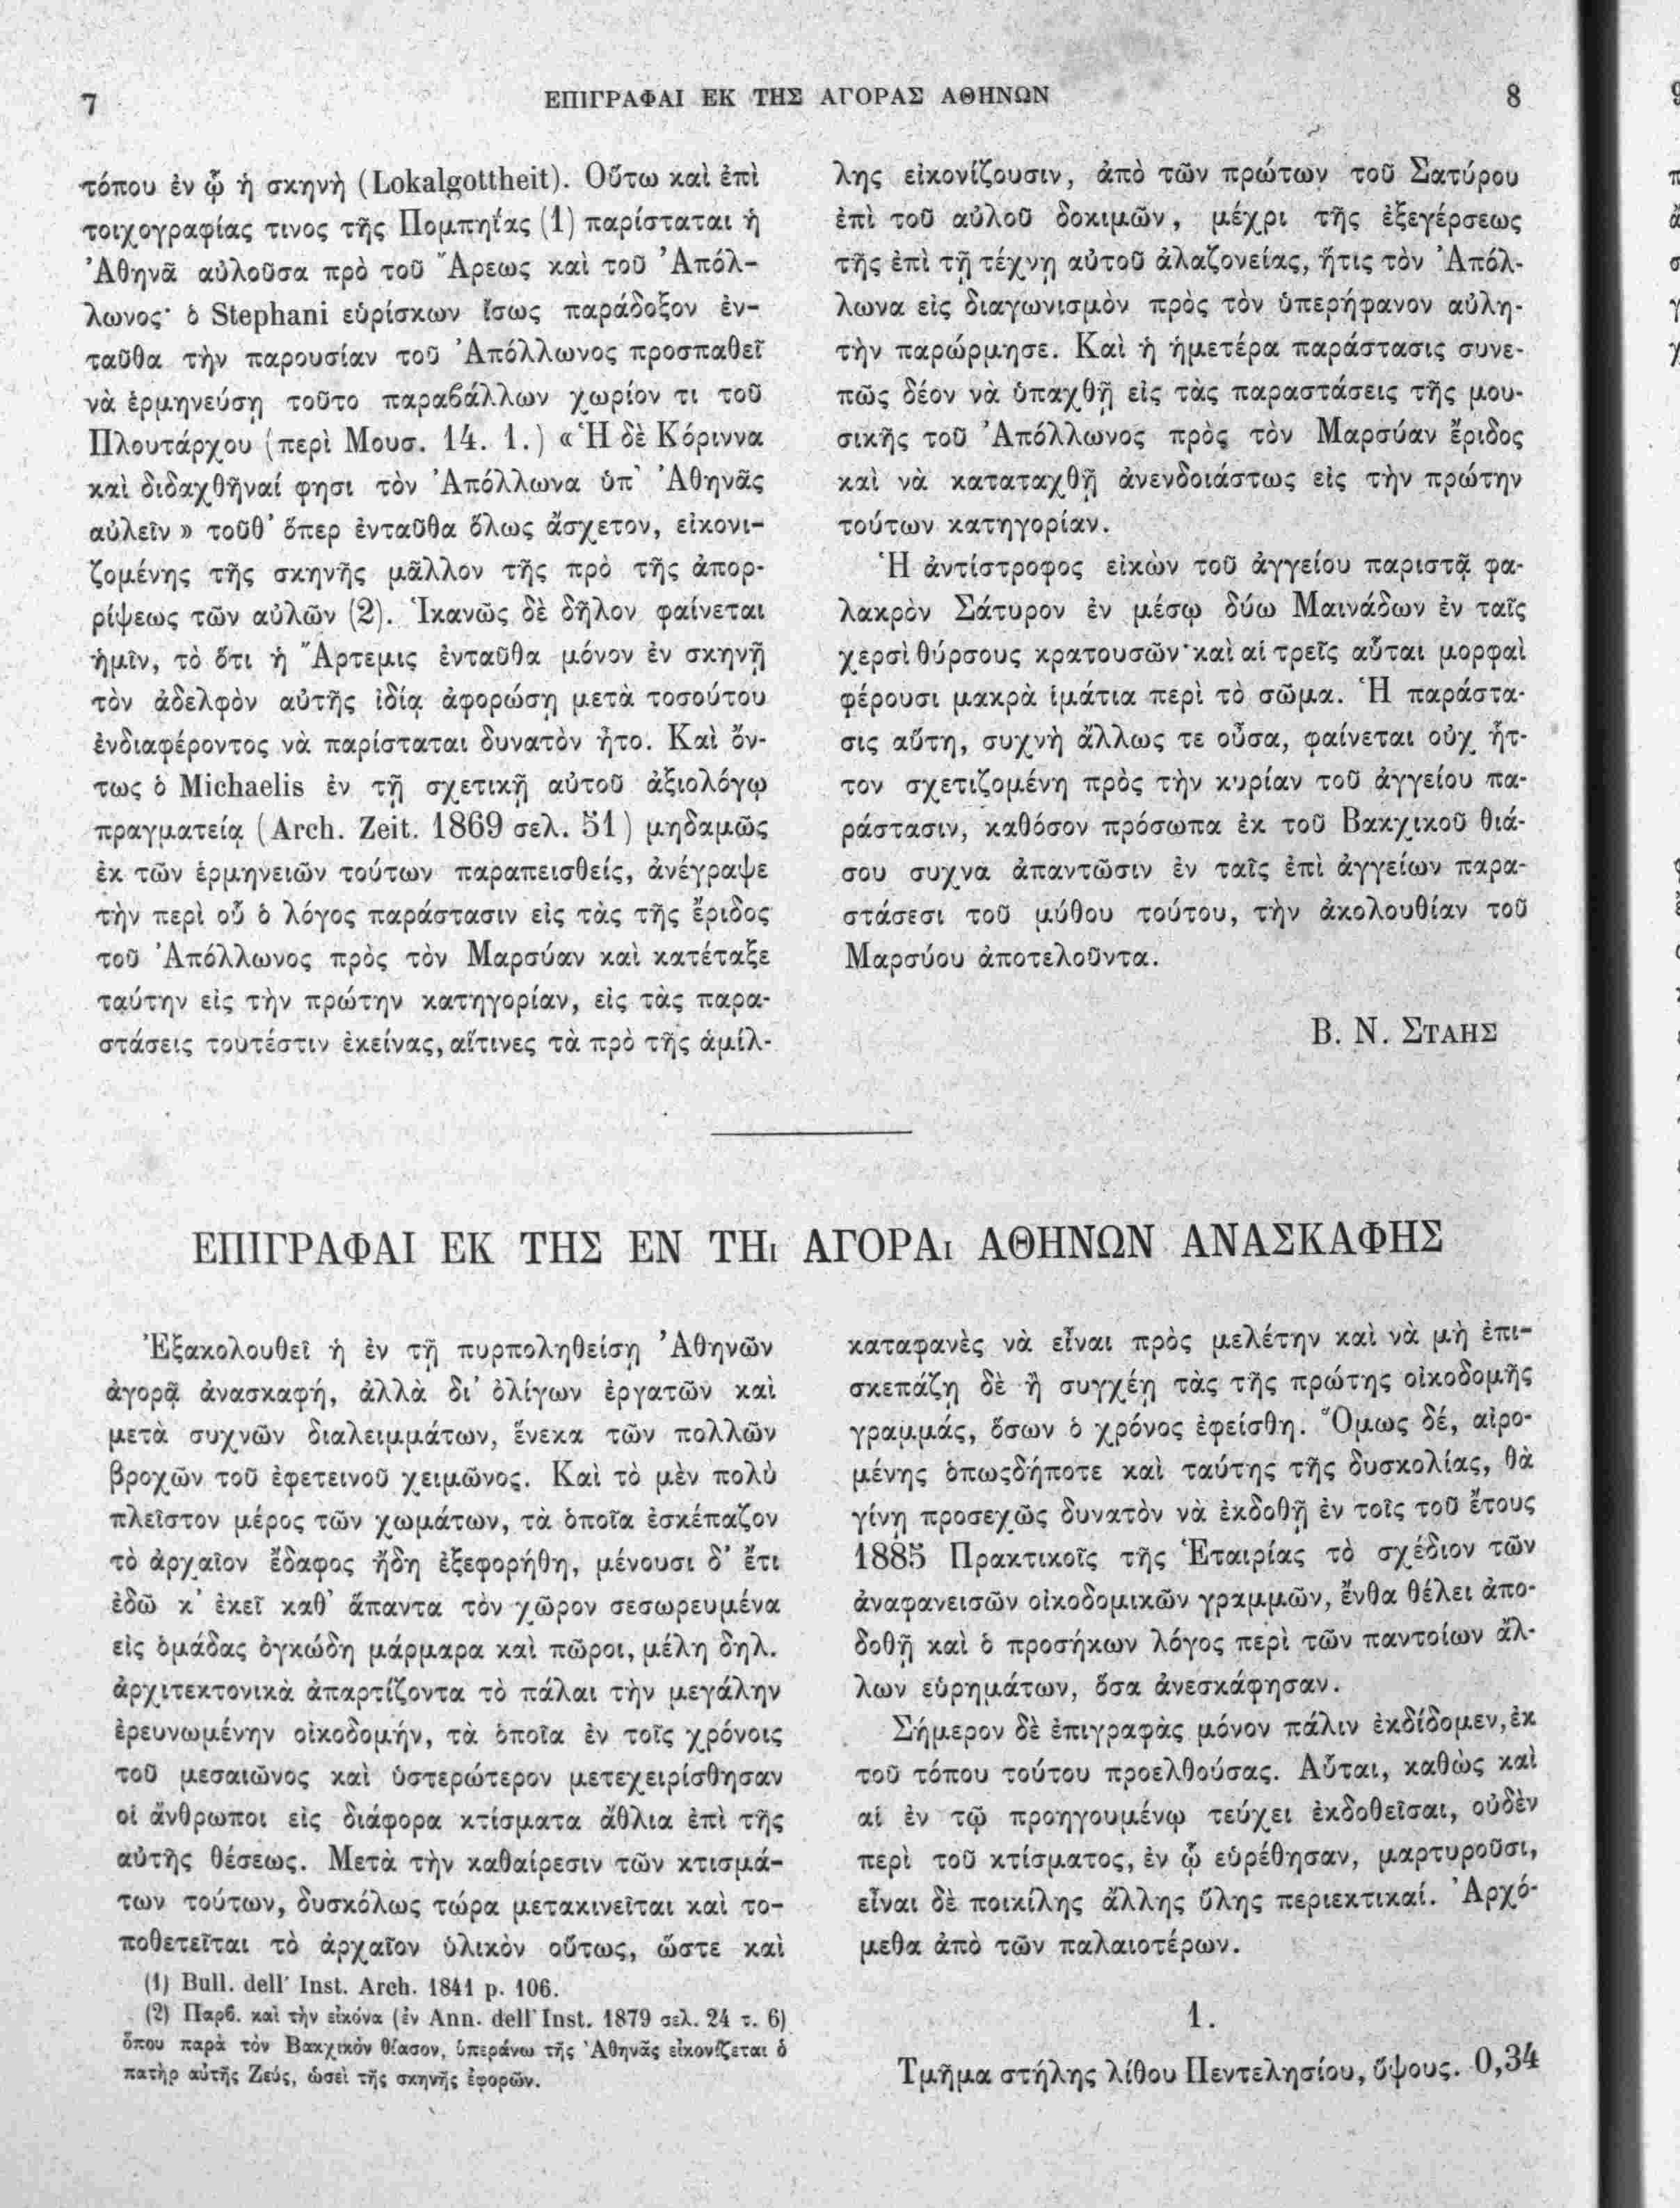 7
ΕΠΙΓΡΑΦΑΙ ΕΚ ΤΗΣ ΑΓΟΡΑΣ ΑΘΗΝΩΝ
8
τόπου ἐν ᾧ ἡ σκηνὴ (Lokalgottheit). Οὕτω καὶ ἐπὶ
τοιχογραφίας τινος τῆς Πομπηΐας (1) παρίσταται ἡ
Ἀθηνᾶ αὐλοῦσα πρὸ τοῦ Ἄρεως καὶ τοῦ Ἀπόλ-
λωνος· ὁ Stephani εὑρίσκων ἴσως παράδοξον ἐν-
ταῦθα τὴν παρουσίαν τοῦ Ἀπόλλωνος προσπαθεῖ
νὰ ἑρμηνεύσῃ τοῦτο παραβάλλων χωρίον τι τοῦ
Πλουτάρχου (περὶ Μουσ. 14. 1.) «Ἡ δὲ Κόριννα
καὶ διδαχθῆναί φησι τὸν Ἀπόλλωνα ὑπ' Ἀθηνᾶς
αὐλεῖν» τοῦθ' ὅπερ ἐνταῦθα ὅλως ἄσχετον, εἰκονι-
ζομένης τῆς σκηνῆς μᾶλλον τῆς πρὸ τῆς ἀπορ-
ρίψεως τῶν αὐλῶν (2). Ἱκανῶς δὲ δῆλον φαίνεται
ἡμῖν, τὸ ὅτι ἡ Ἄρτεμις ἐνταῦθα μόνον ἐν σκηνῇ
τὸν ἀδελφὸν αὐτῆς ἰδίᾳ ἀφορώσῃ μετὰ τοσούτου
ἐνδιαφέροντος νὰ παρίσταται δυνατὸν ἦτο. Καὶ ὄν-
τως ὁ Michaelis ἐν τῇ σχετικῇ αὐτοῦ ἀξιολόγῳ
πραγματείᾳ (Arch. Zeit. 1869 σελ. 51) μηδαμῶς
ἐκ τῶν ἑρμηνειῶν τούτων παραπεισθείς, ἀνέγραψε
τὴν περὶ οὗ ὁ λόγος παράστασιν εἰς τὰς τῆς ἔριδος
τοῦ Ἀπόλλωνος πρὸς τὸν Μαρσύαν καὶ κατέταξε
ταύτην εἰς τὴν πρώτην κατηγορίαν, εἰς τὰς παρα-
στάσεις τουτέστιν ἐκείνας, αἵτινες τὰ πρὸ τῆς ἁμίλ-
λης εἰκονίζουσιν, ἀπὸ τῶν πρώτων τοῦ Σατύρου
ἐπὶ τοῦ αὐλοῦ δοκιμῶν, μέχρι τῆς ἐξεγέρσεως
τῆς ἐπὶ τῇ τέχνῃ αὐτοῦ ἀλαζονείας, ἥτις τὸν Ἀπόλ-
λωνα εἰς διαγωνισμὸν πρὸς τὸν ὑπερήφανον αὐλη-
τὴν παρώρμησε. Καὶ ἡ ἡμετέρα παράστασις συνε-
πῶς δέον νὰ ὑπαχθῇ εἰς τὰς παραστάσεις τῆς μου-
σικῆς τοῦ Ἀπόλλωνος πρὸς τὸν Μαρσύαν ἔριδος
καὶ νὰ καταταχθῇ ἀνενδοιάστως εἰς τὴν πρώτην
τούτων κατηγορίαν.
Ἡ ἀντίστροφος εἰκὼν τοῦ ἀγγείου παριστᾷ φα-
λακρὸν Σάτυρον ἐν μέσῳ δύω Μαινάδων ἐν ταῖς
χερσὶ θύρσους κρατουσῶν· καὶ αἱ τρεῖς αὗται μορφαὶ
φέρουσι μακρὰ ἱμάτια περὶ τὸ σῶμα. Ἡ παράστα-
σις αὕτη, συχνὴ ἄλλως τε οὖσα, φαίνεται οὐχ ἧτ-
τον σχετιζομένη πρὸς τὴν κυρίαν τοῦ ἀγγείου πα-
ράστασιν, καθόσον πρόσωπα ἐκ τοῦ Βακχικοῦ θιά-
σου συχνα ἀπαντῶσιν ἐν ταῖς ἐπὶ ἀγγείων παρα-
στάσεσι τοῦ μύθου τούτου, τὴν ἀκολουθίαν τοῦ
Μαρσύου ἀποτελοῦντα.
Β. Ν. ΣΤΑΗΣ
ΕΠΙΓΡΑΦΑΙ ΕΚ ΤΗΣ ΕΝ ΤΗι ΑΓΟΡΑι ΑΘΗΝΩΝ ΑΝΑΣΚΑΦΗΣ
Ἐξακολουθεῖ ἡ ἐν τῇ πυρποληθείσῃ Ἀθηνῶν
ἀγορᾷ ἀνασκαφή, ἀλλὰ δι' ὀλίγων ἐργατῶν καὶ
μετὰ συχνῶν διαλειμμάτων, ἕνεκα τῶν πολλῶν
βροχῶν τοῦ ἐφετεινοῦ χειμῶνος. Καὶ τὸ μὲν πολὺ
πλεῖστον μέρος τῶν χωμάτων, τὰ ὁποῖα ἐσκέπαζον
τὸ ἀρχαῖον ἔδαφος ἤδη ἐξεφορήθη, μένουσι δ' ἔτι
ἐδῶ κ' ἐκεῖ καθ' ἅπαντα τὸν χῶρον σεσωρευμένα
εἰς ὁμάδας ὀγκώδη μάρμαρα καὶ πῶροι, μέλη δηλ.
ἀρχιτεκτονικὰ ἀπαρτίζοντα τὸ πάλαι τὴν μεγάλην
ἐρευνωμένην οἰκοδομήν, τὰ ὁποῖα ἐν τοῖς χρόνοις
τοῦ μεσαιῶνος καὶ ὑστερώτερον μετεχειρίσθησαν
οἱ ἄνθρωποι εἰς διάφορα κτίσματα ἄθλια ἐπὶ τῆς
αὐτῆς θέσεως. Μετὰ τὴν καθαίρεσιν τῶν κτισμά-
των τούτων, δυσκόλως τώρα μετακινεῖται καὶ το-
ποθετεῖται τὸ ἀρχαῖον ὑλικὸν οὕτως, ὥστε καὶ
(1) Bull. dell' Inst. Arch. 1841 p. 106.
(2) Παρβ. καὶ τὴν εἰκόνα (ἐν Ann. dell' Inst. 1879 σελ. 24 τ. 6)
ὅπου παρὰ τὸν Βακχικὸν θίασον, ὑπεράνω τῆς Ἀθηνᾶς εἰκονίζεται ὁ
πατὴρ αὐτῆς Ζεύς, ὡσεὶ τῆς σκηνῆς ἐφορῶν.
καταφανὲς νὰ εἶναι πρὸς μελέτην καὶ νὰ μὴ ἐπι-
σκεπάζῃ δὲ ἢ συγχέῃ τὰς τῆς πρώτης οἰκοδομῆς
γραμμάς, ὅσων ὁ χρόνος ἐφείσθη. Ὅμως δέ, αἰρο-
μένης ὁπωςδήποτε καὶ ταύτης τῆς δυσκολίας, θὰ
γίνῃ προσεχῶς δυνατὸν νὰ ἐκδοθῇ ἐν τοῖς τοῦ ἔτους
1885 Πρακτικοῖς τῆς Ἑταιρίας τὸ σχέδιον τῶν
ἀναφανεισῶν οἰκοδομικῶν γραμμῶν, ἔνθα θέλει ἀπο-
δοθῇ καὶ ὁ προσήκων λόγος περὶ τῶν παντοίων ἄλ-
λων εὑρημάτων, ὅσα ἀνεσκάφησαν.
Σήμερον δὲ ἐπιγραφὰς μόνον πάλιν ἐκδίδομεν, ἐκ
τοῦ τόπου τούτου προελθούσας. Αὗται, καθὼς καὶ
αἱ ἐν τῷ προηγουμένῳ τεύχει ἐκδοθεῖσαι, οὐδὲν
περὶ τοῦ κτίσματος, ἐν ᾧ εὑρέθησαν, μαρτυροῦσι,
εἶναι δὲ ποικίλης ἄλλης ὕλης περιεκτικαί. Ἀρχό-
μεθα ἀπὸ τῶν παλαιοτέρων.
1.
Τμῆμα στήλης λίθου Πεντελησίου, ὕψους. 0,34